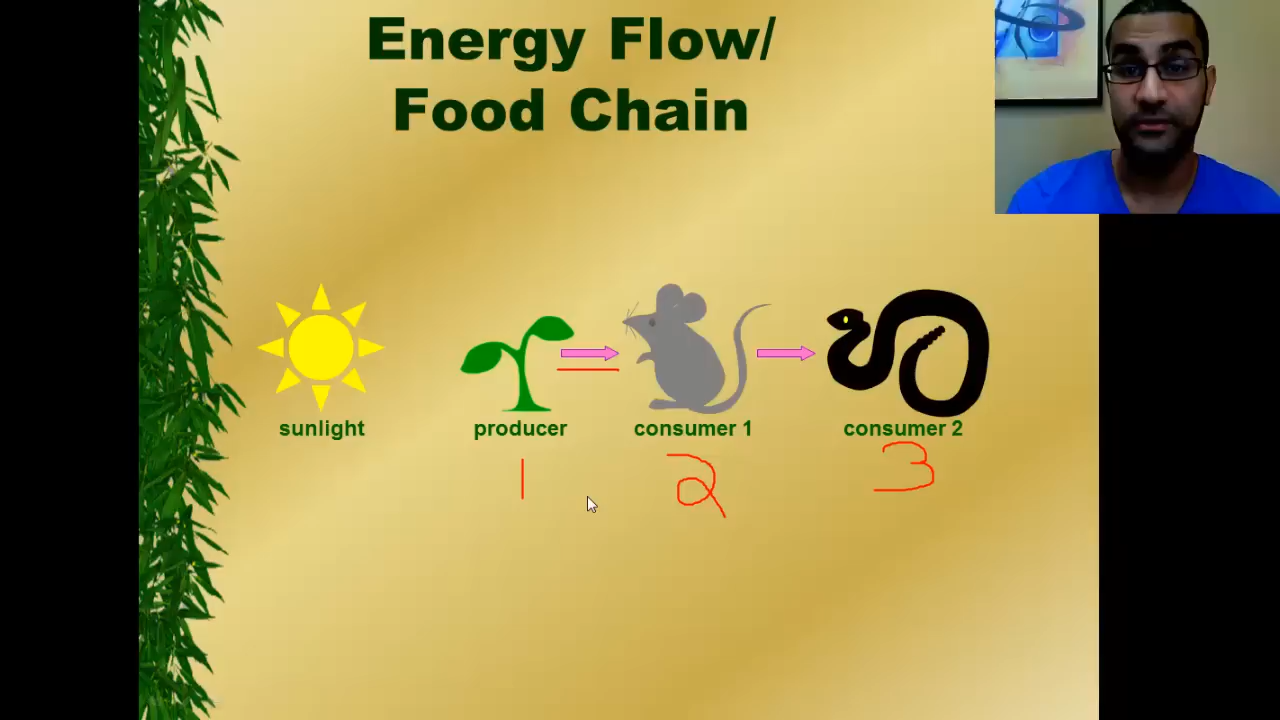 Energy Flow/
Food Chain
sunlight producer consumer 1 consumer 2
1 2 3